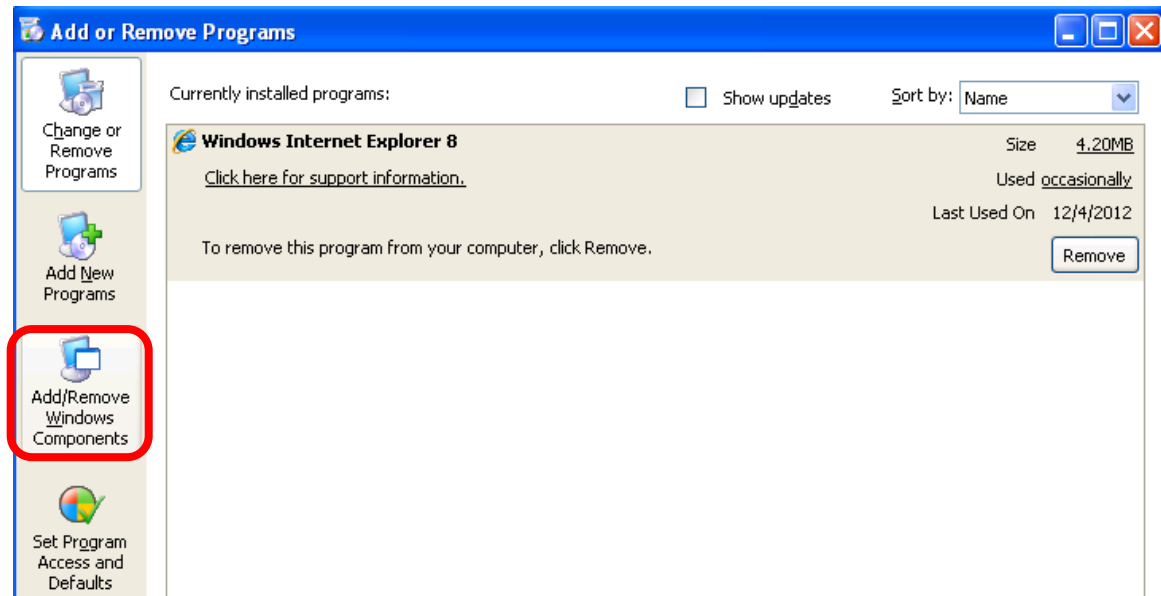 Add or Remove Programs
Change or
Remove
Programs
Add New
Programs
Add/Remove
Windows
Components
Set Program
Access and
Defaults
Currently installed programs:
Show updates
Sort by: Name
Windows Internet Explorer 8
Size 4.20MB
Click here for support information.
Used occasionally
Last Used On 12/4/2012
To remove this program from your computer, click Remove.
Remove